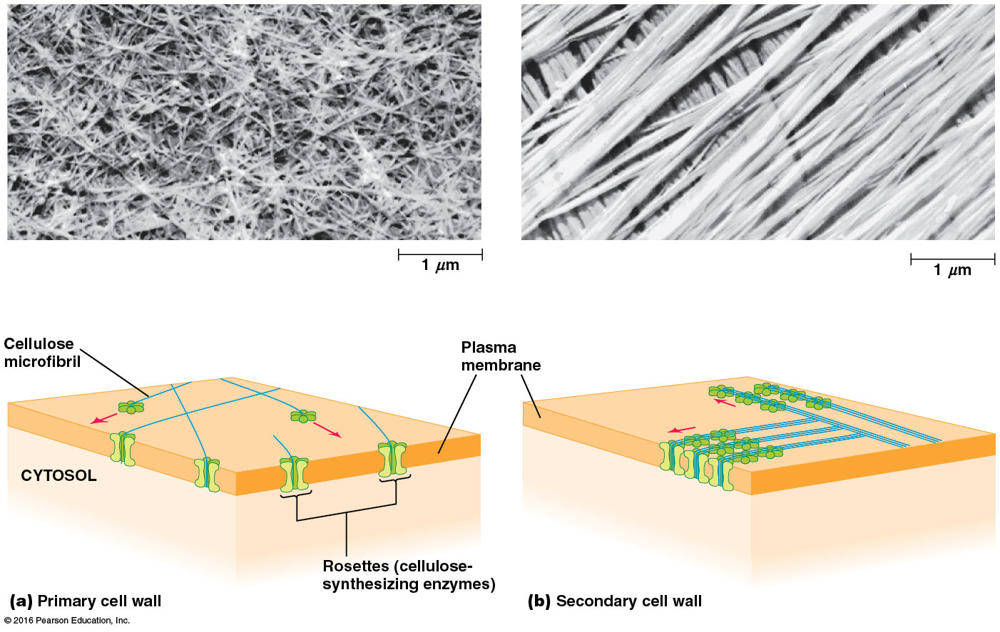 1 μm
1 μm
Cellulose
microfibril
Plasma
membrane
CYTOSOL
Rosettes (cellulose-
synthesizing enzymes)
(a) Primary cell wall
(b) Secondary cell wall
© 2016 Pearson Education, Inc.